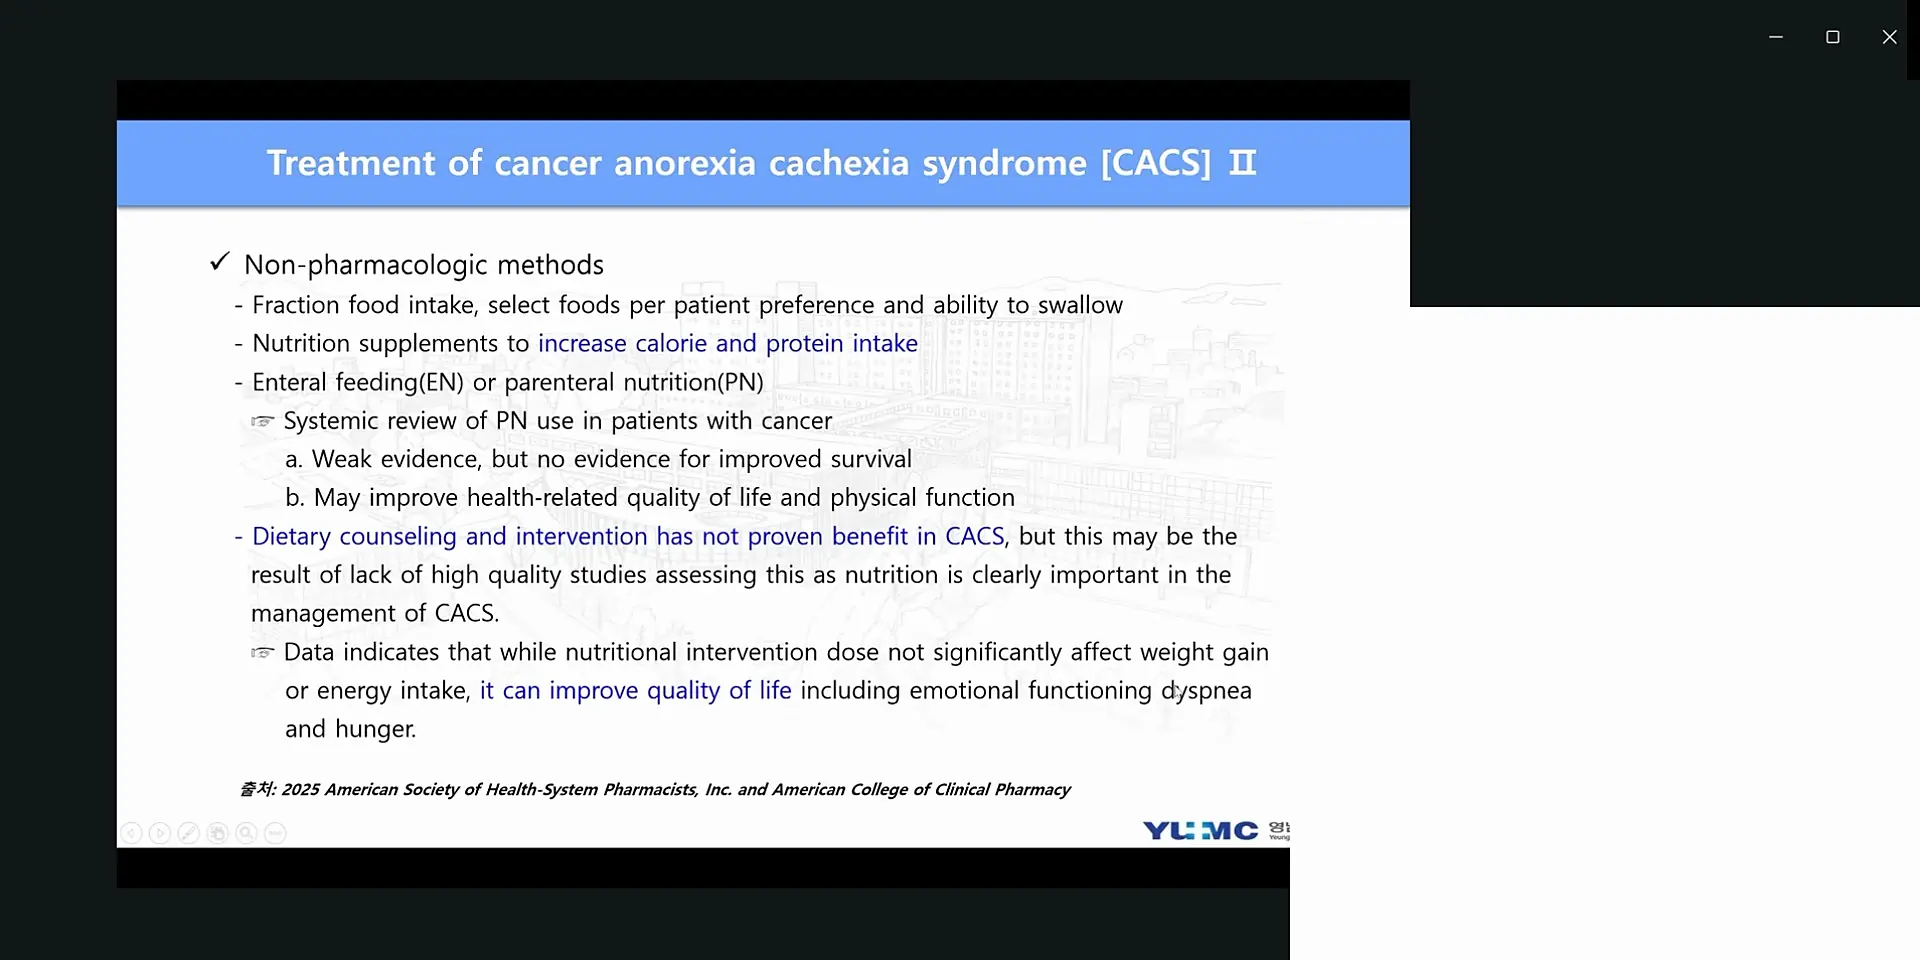 Treatment of cancer anorexia cachexia syndrome [CACS] Ⅱ
✓ Non-pharmacologic methods
- Fraction food intake, select foods per patient preference and ability to swallow
- Nutrition supplements to increase calorie and protein intake
- Enteral feeding(EN) or parenteral nutrition(PN)
☞ Systemic review of PN use in patients with cancer
a. Weak evidence, but no evidence for improved survival
b. May improve health-related quality of life and physical function
- Dietary counseling and intervention has not proven benefit in CACS, but this may be the
result of lack of high quality studies assessing this as nutrition is clearly important in the
management of CACS.
☞ Data indicates that while nutritional intervention dose not significantly affect weight gain
or energy intake, it can improve quality of life including emotional functioning dyspnea
and hunger.
출처: 2025 American Society of Health-System Pharmacists, Inc. and American College of Clinical Pharmacy
YUMC
Yeung